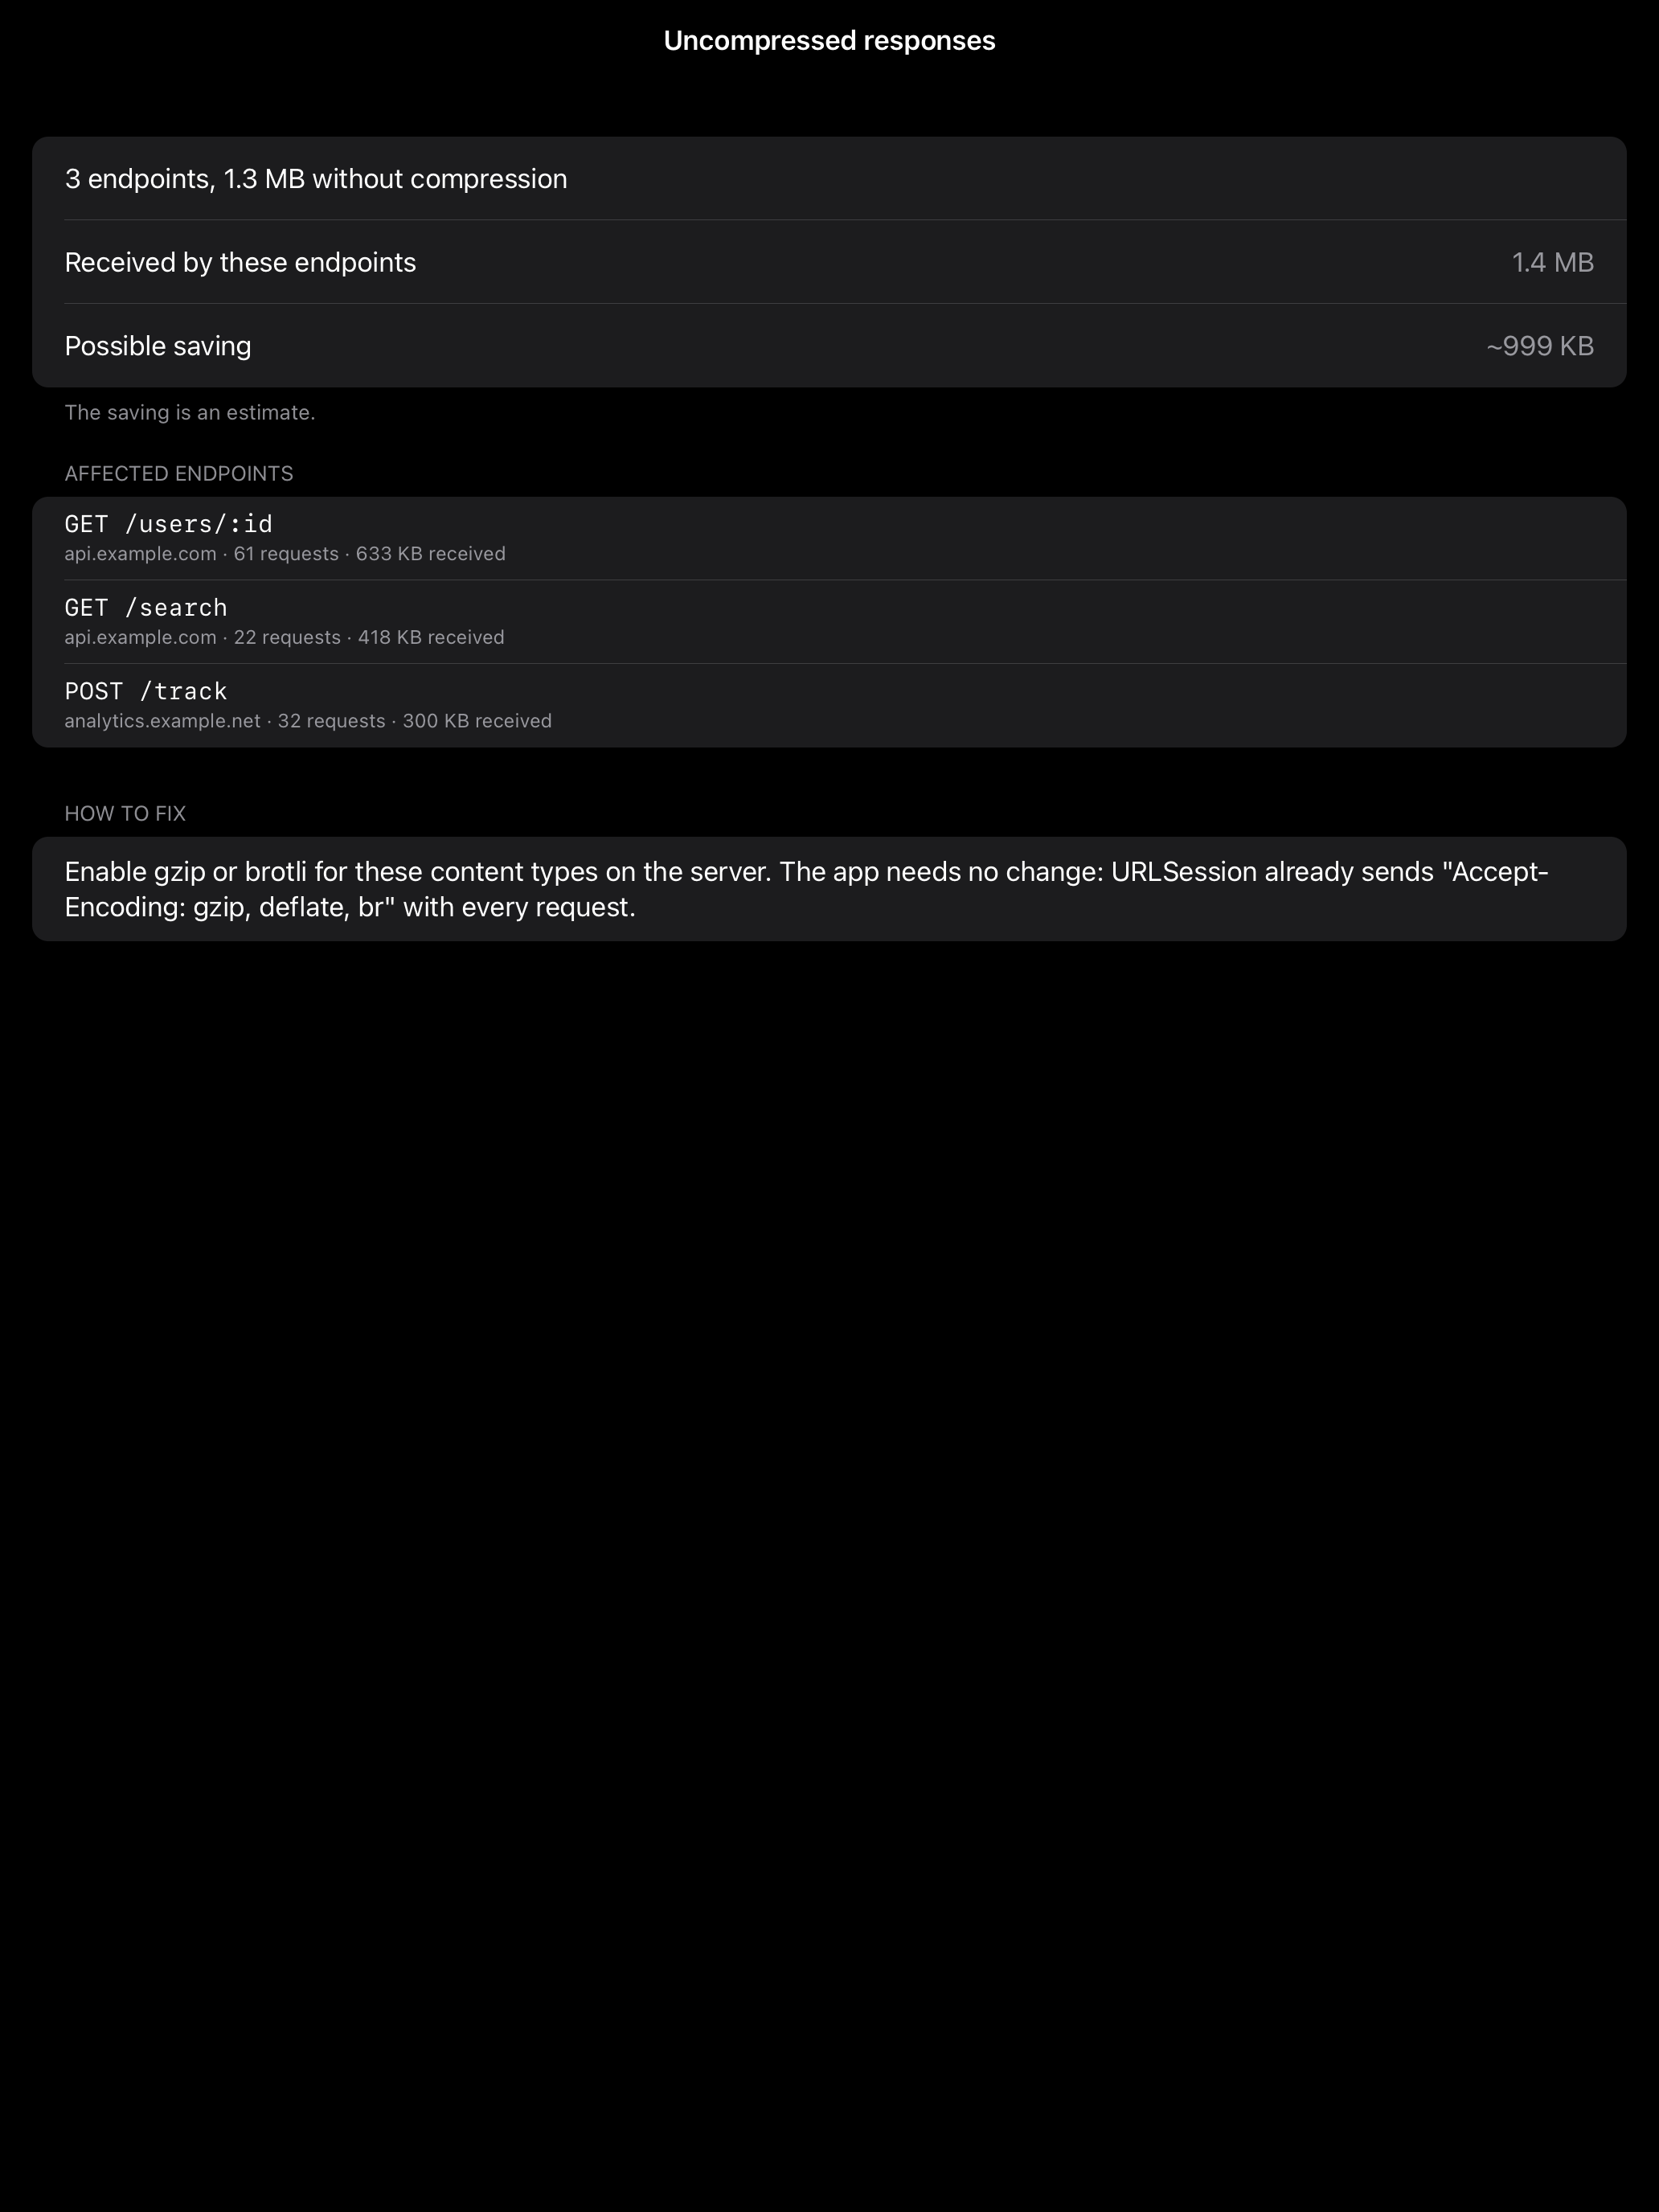 Uncompressed responses
3 endpoints, 1.3 MB without compression
Received by these endpoints 1.4 MB
Possible saving ~999 KB
The saving is an estimate.
AFFECTED ENDPOINTS
GET /users/:id
api.example.com · 61 requests · 633 KB received
GET /search
api.example.com · 22 requests · 418 KB received
POST /track
analytics.example.net · 32 requests · 300 KB received
HOW TO FIX
Enable gzip or brotli for these content types on the server. The app needs no change: URLSession already sends "Accept-
Encoding: gzip, deflate, br" with every request.